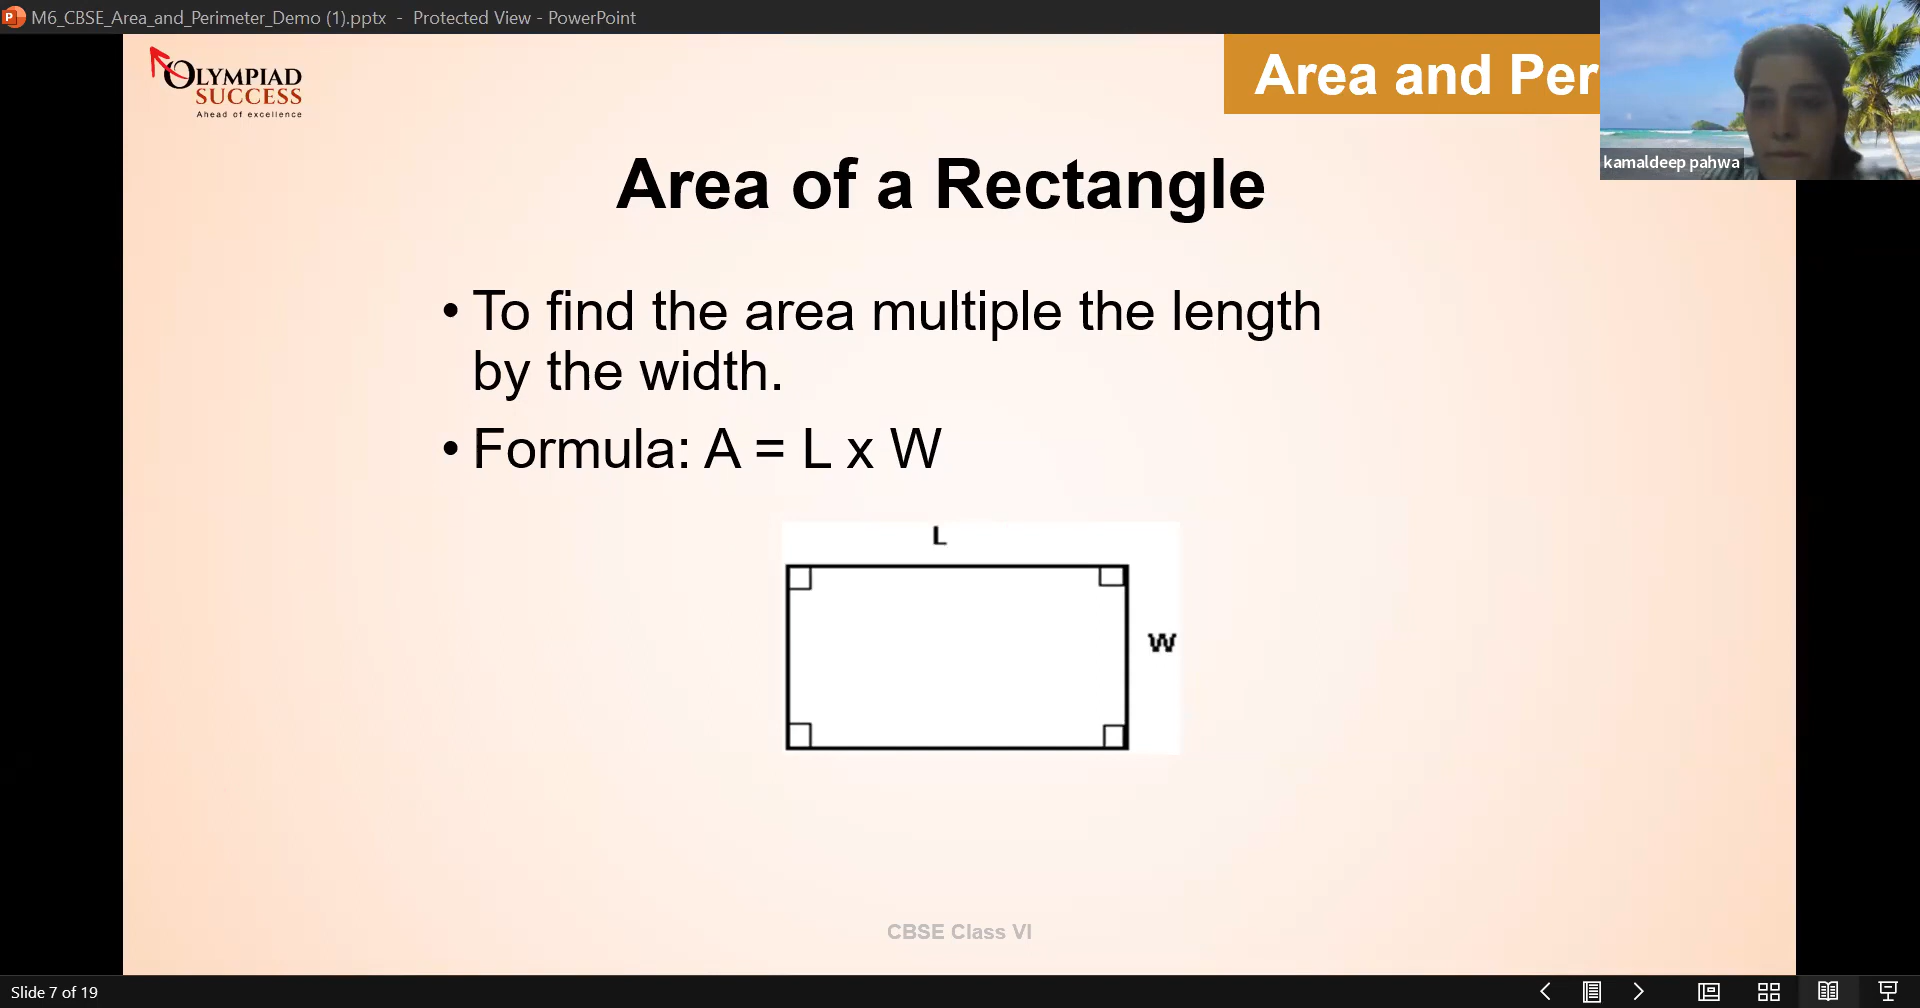 M6_CBSE_Area_and_Perimeter_Demo (1).pptx - Protected View - PowerPoint
OLYMPIAD
SUCCESS
Ahead of excellence
Area and Per
kamaldeep pahwa
Area of a Rectangle
• To find the area multiple the length
by the width.
• Formula: A = L x W
L
W
CBSE Class VI
Slide 7 of 19